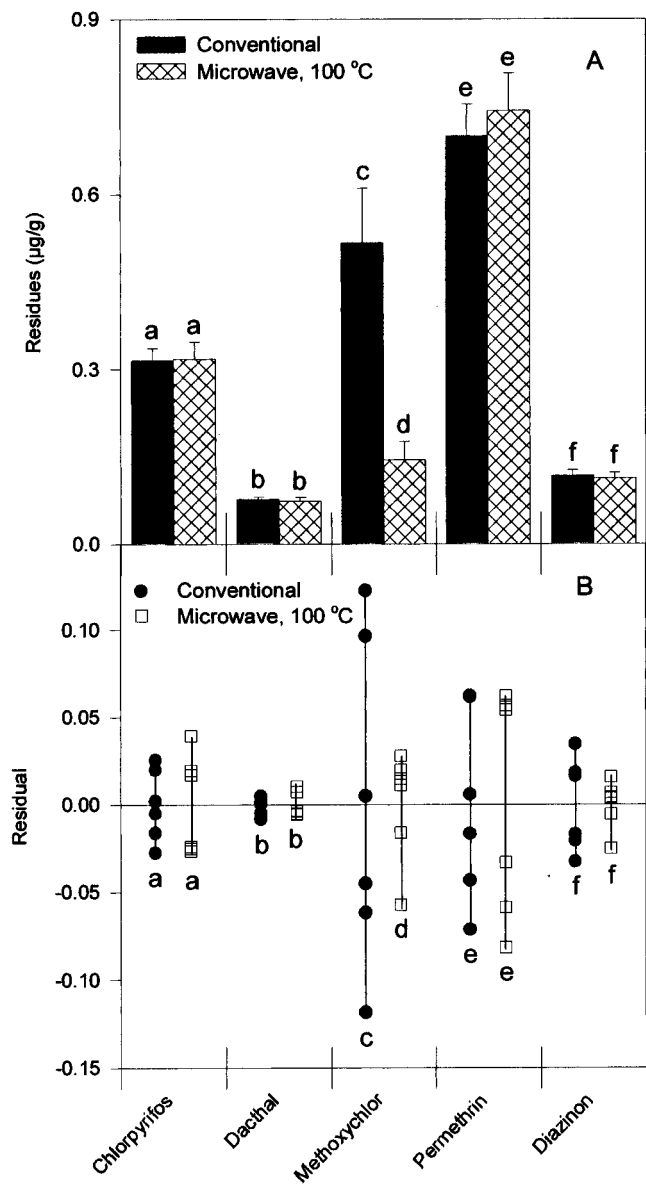 0.9
Conventional
Microwave, 100 °C
A
e
e
c
0.6
Residues (µg/g)
a
a
0.3
d
b
b
f
f
0.0
Conventional
B
Microwave, 100 °C
0.10
0.05
Residual
0.00
b
b
a
a
f
f
-0.05
d
e
e
-0.10
c
-0.15
Chlorpyrifos
Dacthal
Methoxychlor
Permethrin
Diazinon